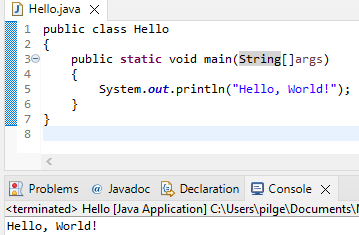 Hello.java
1 public class Hello
2 {
3 public static void main(String[]args)
4 {
5 System.out.println("Hello, World!");
6 }
7 }
8
Problems @ Javadoc Declaration Console
<terminated> Hello [Java Application] C:\Users\pilge\Documents\
Hello, World!